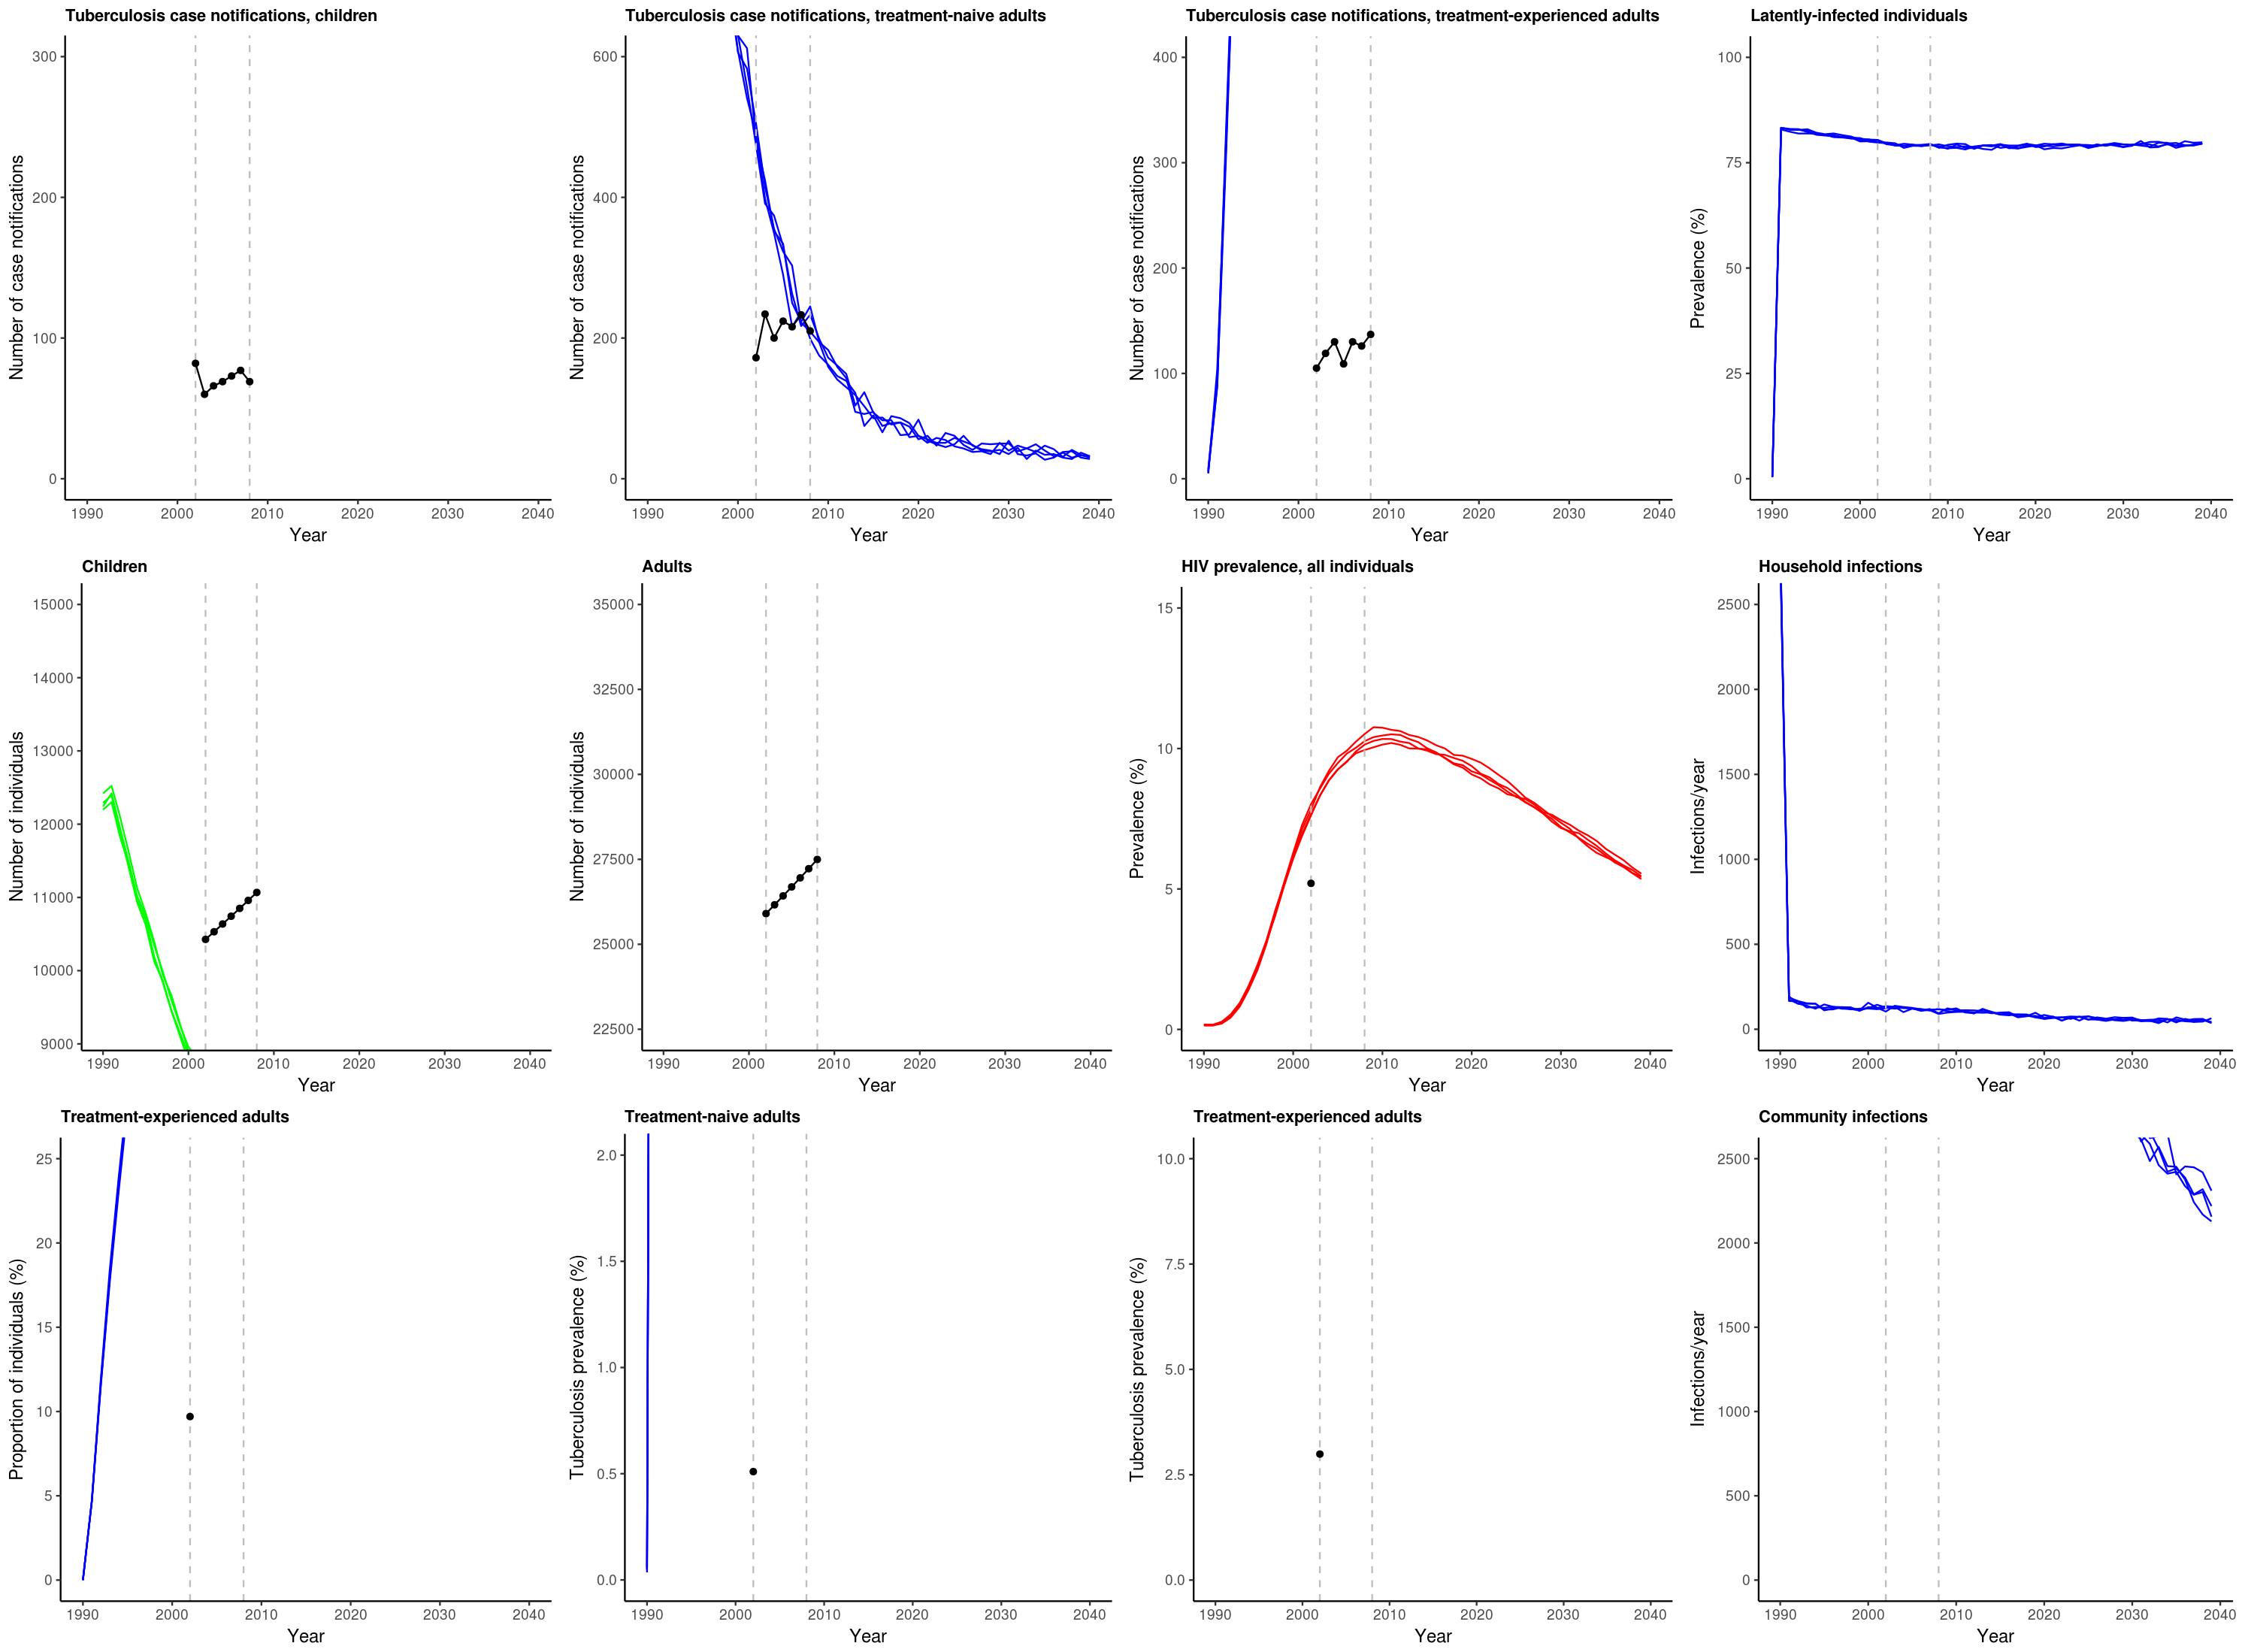 Tuberculosis case notifications, children
Number of case notifications
300
200
100
0
1990 2000 2010 2020 2030 2040
Year
Tuberculosis case notifications, treatment-naive adults
Number of case notifications
600
400
200
0
1990 2000 2010 2020 2030 2040
Year
Tuberculosis case notifications, treatment-experienced adults
Number of case notifications
400
300
200
100
0
1990 2000 2010 2020 2030 2040
Year
Latently-infected individuals
Prevalence (%)
100
75
50
25
0
1990 2000 2010 2020 2030 2040
Year
Children
Number of individuals
15000
14000
13000
12000
11000
10000
9000
1990 2000 2010 2020 2030 2040
Year
Adults
Number of individuals
35000
32500
30000
27500
25000
22500
1990 2000 2010 2020 2030 2040
Year
HIV prevalence, all individuals
Prevalence (%)
15
10
5
0
1990 2000 2010 2020 2030 2040
Year
Household infections
Infections/year
2500
2000
1500
1000
500
0
1990 2000 2010 2020 2030 2040
Year
Treatment-experienced adults
Proportion of individuals (%)
25
20
15
10
5
0
1990 2000 2010 2020 2030 2040
Year
Treatment-naive adults
Tuberculosis prevalence (%)
2.0
1.5
1.0
0.5
0.0
1990 2000 2010 2020 2030 2040
Year
Treatment-experienced adults
Tuberculosis prevalence (%)
10.0
7.5
5.0
2.5
0.0
1990 2000 2010 2020 2030 2040
Year
Community infections
Infections/year
2500
2000
1500
1000
500
0
1990 2000 2010 2020 2030 2040
Year